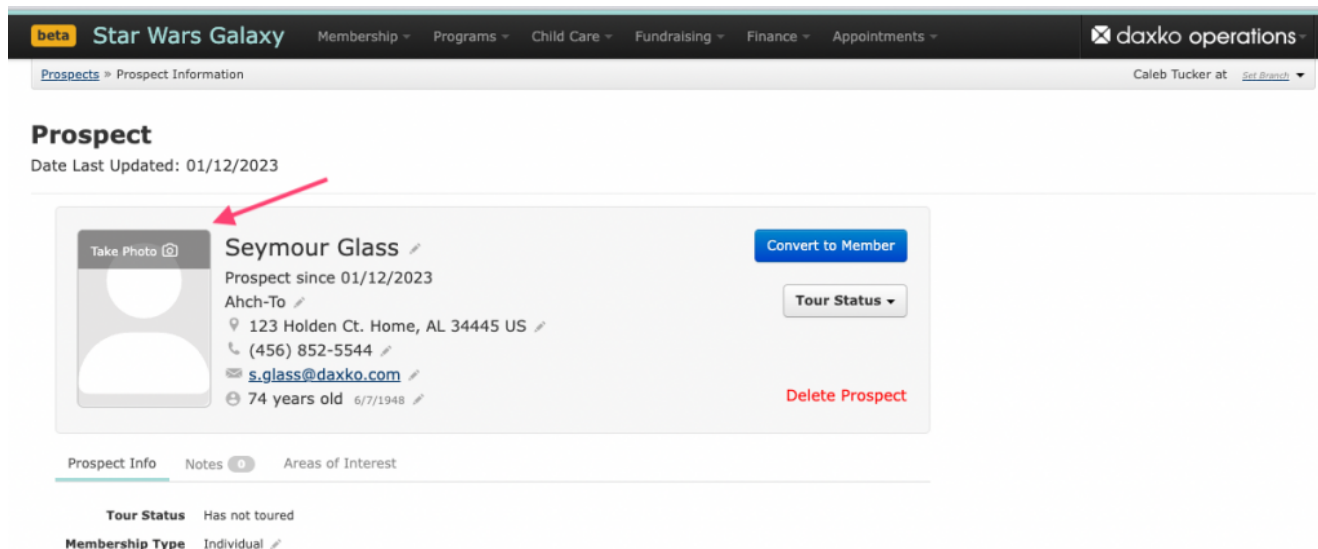 beta Star Wars Galaxy Membership Programs Child Care Fundraising Finance Appointments daxko operations
Prospects » Prospect Information Caleb Tucker at Set Branch
Prospect
Date Last Updated: 01/12/2023
Take Photo
Seymour Glass
Convert to Member
Prospect since 01/12/2023
Ahch-To
Tour Status
123 Holden Ct. Home, AL 34445 US
(456) 852-5544
s.glass@daxko.com
74 years old 6/7/1948
Delete Prospect
Prospect Info Notes 0 Areas of Interest
Tour Status Has not toured
Membership Type Individual